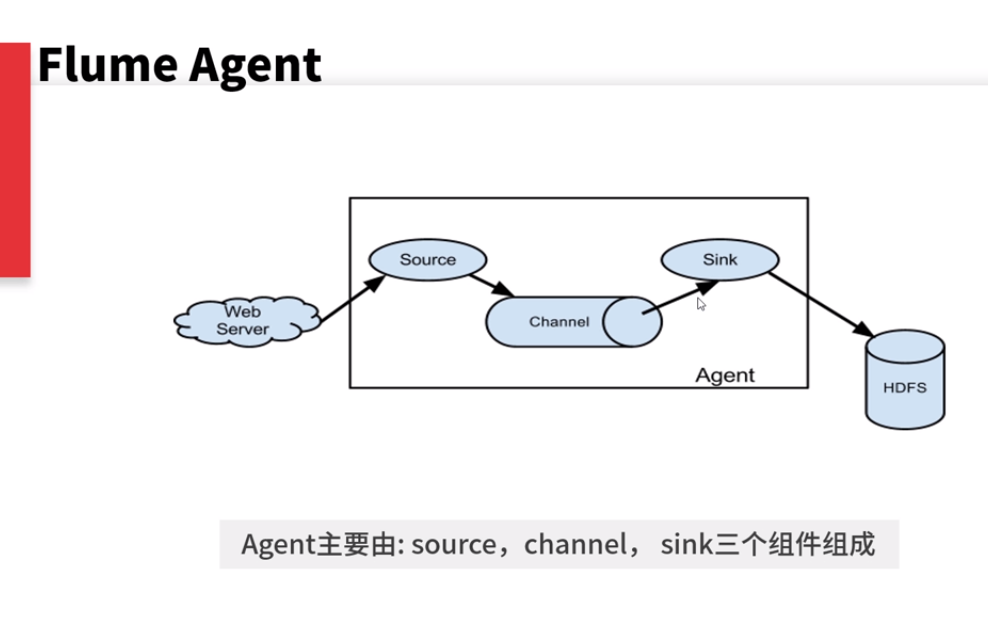 Flume Agent
Source
Sink
Web
Server
Channel
Agent
HDFS
Agent主要由: source，channel， sink三个组件组成